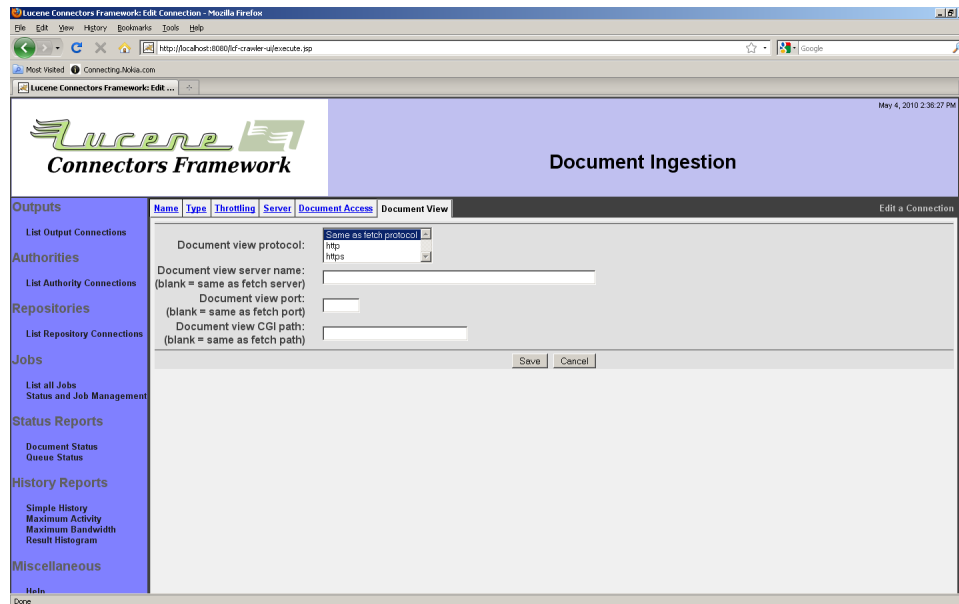 Lucene Connectors Framework: Edit Connection - Mozilla Firefox
File Edit View History Bookmarks Tools Help
http://localhost:8080/lcf-crawler-ui/execute.jsp
Google
Most Visited Connecting.Nokia.com
Lucene Connectors Framework: Edit ...
May 4, 2010 2:36:27 PM
Lucene
Connectors Framework
Document Ingestion
Outputs
List Output Connections
Authorities
List Authority Connections
Repositories
List Repository Connections
Jobs
List all Jobs
Status and Job Management
Status Reports
Document Status
Queue Status
History Reports
Simple History
Maximum Activity
Maximum Bandwidth
Result Histogram
Miscellaneous
Help
Name Type Throttling Server Document Access Document View
Edit a Connection
Document view protocol:
Same as fetch protocol
http
https
Document view server name:
(blank = same as fetch server)
Document view port:
(blank = same as fetch port)
Document view CGI path:
(blank = same as fetch path)
Save Cancel
Done